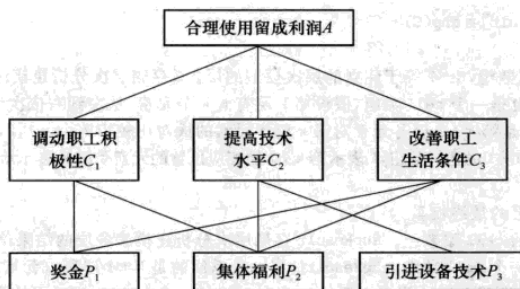 合理使用留成利润A
调动职工积
极性C₁
提高技术
水平C₂
改善职工
生活条件C₃
奖金P₁
集体福利P₂
引进设备技术P₃